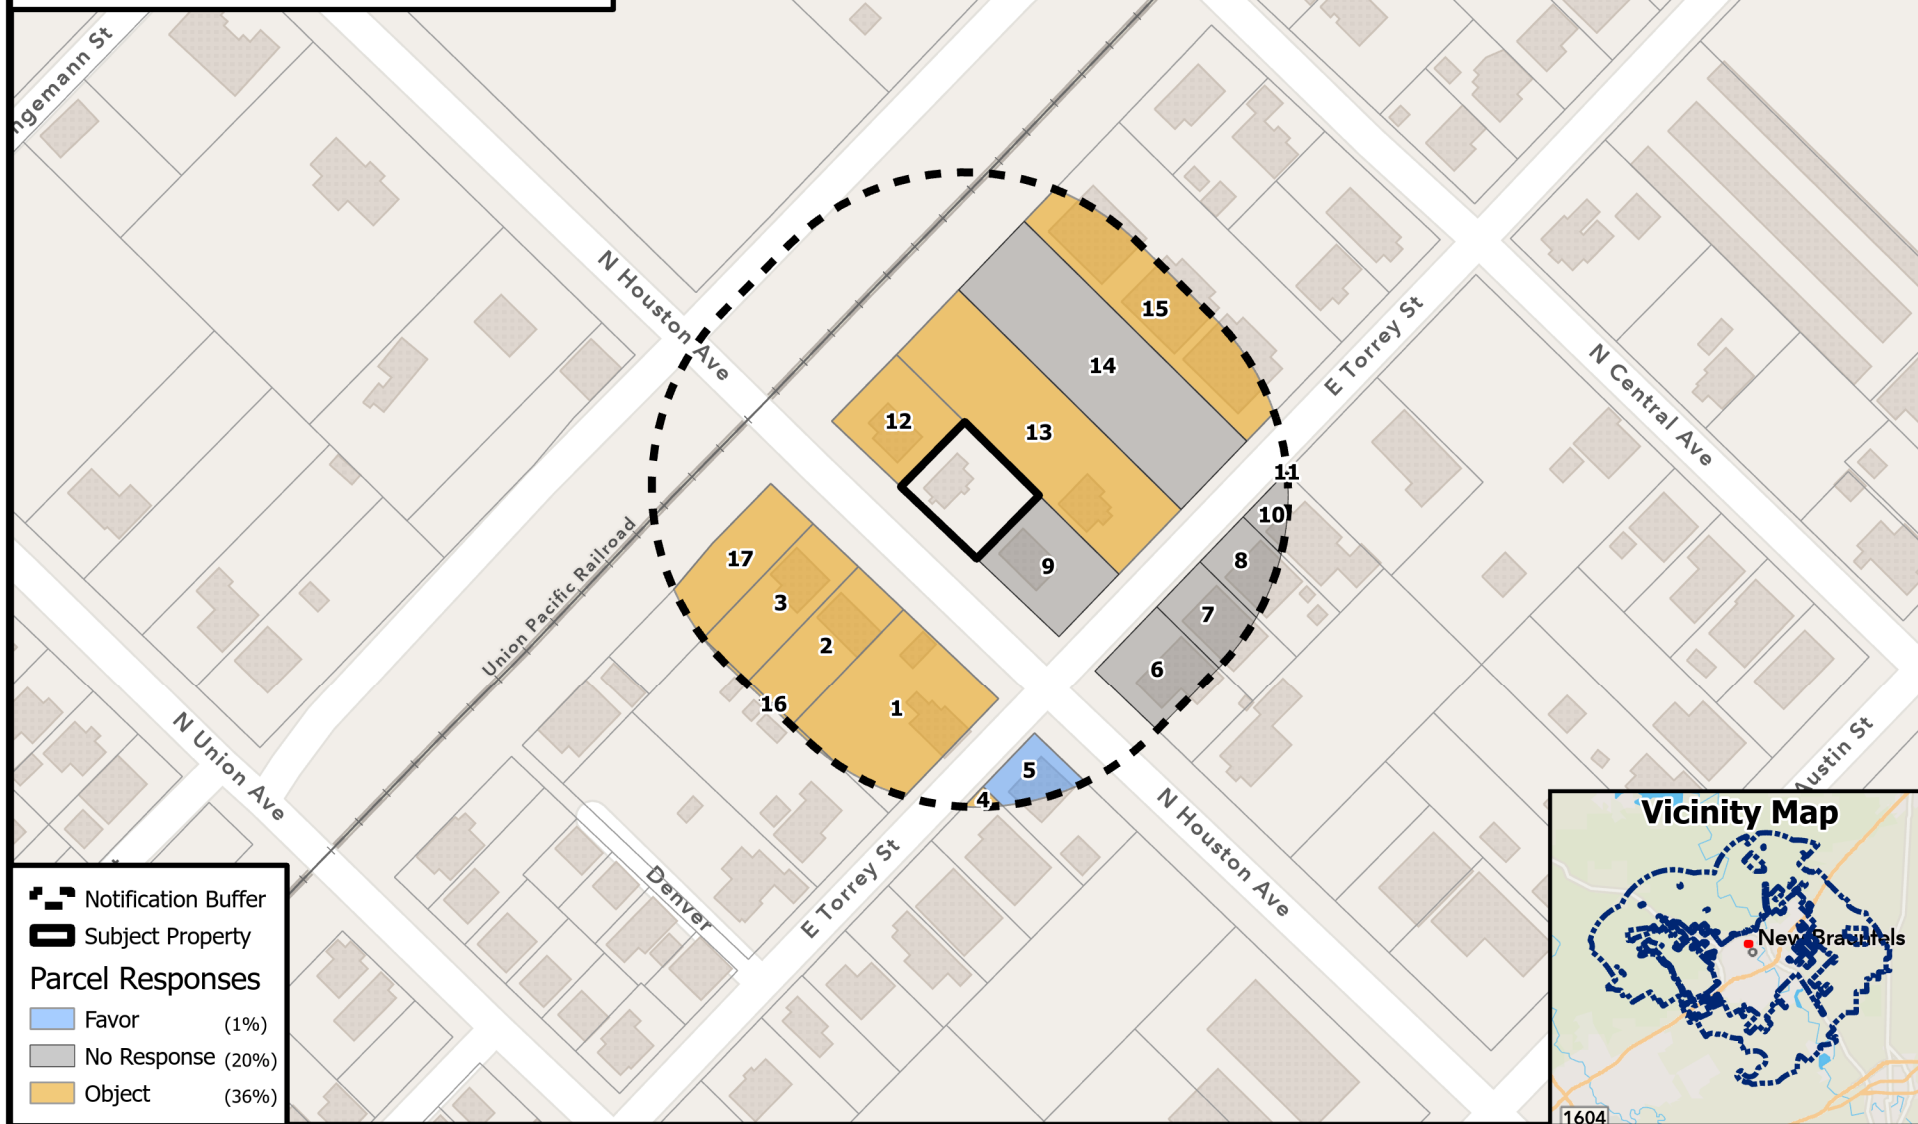 ngemann St
N Houston Ave
E Torrey St
N Central Ave
15
14
12
13
11
10
17
9
8
3
7
2
6
16
1
5
4
Union Pacific Railroad
N Union Ave
Denver
E Torrey St
N Houston Ave
Austin St
Notification Buffer
Subject Property
Parcel Responses
Favor (1%)
No Response (20%)
Object (36%)
Vicinity Map
New Braunfels
1604